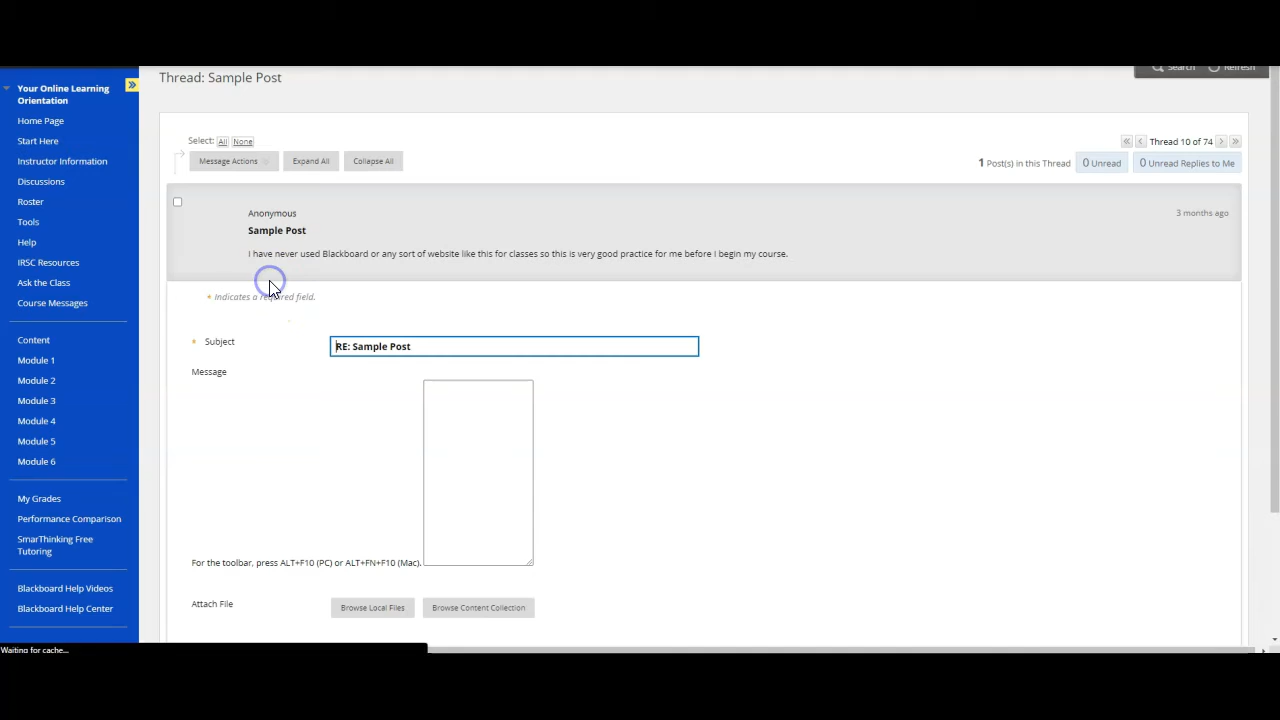 Search Refresh
Thread: Sample Post
Your Online Learning
Orientation
Home Page
Start Here
Instructor Information
Discussions
Roster
Tools
Help
IRSC Resources
Ask the Class
Course Messages
Content
Module 1
Module 2
Module 3
Module 4
Module 5
Module 6
My Grades
Performance Comparison
SmarThinking Free
Tutoring
Blackboard Help Videos
Blackboard Help Center
Select: All None
Thread 10 of 74
Message Actions Expand All Collapse All
1 Post(s) in this Thread 0 Unread 0 Unread Replies to Me
Anonymous
3 months ago
Sample Post
I have never used Blackboard or any sort of website like this for classes so this is very good practice for me before I begin my course.
* Indicates a required field.
* Subject
RE: Sample Post
Message
For the toolbar, press ALT+F10 (PC) or ALT+FN+F10 (Mac).
Attach File
Browse Local Files Browse Content Collection
Waiting for cache...